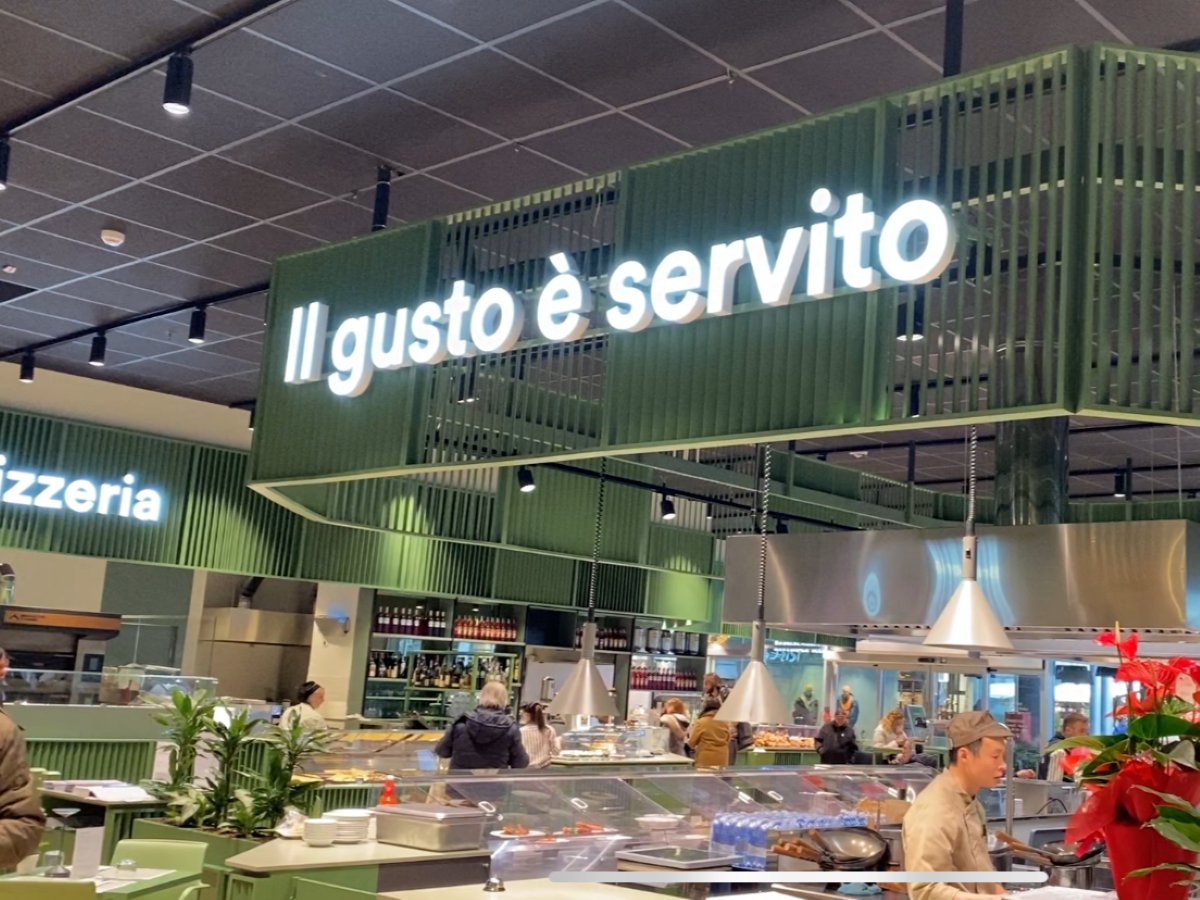 Il gusto è servito
izzeria